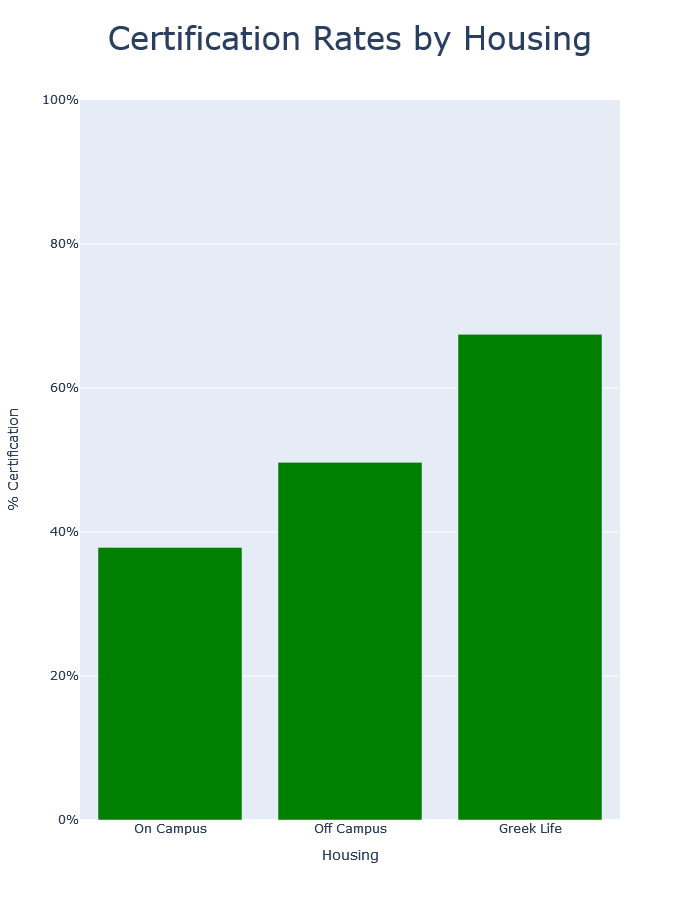 Certification Rates by Housing
100%
80%
60%
40%
20%
0%
% Certification
On Campus Off Campus Greek Life
Housing